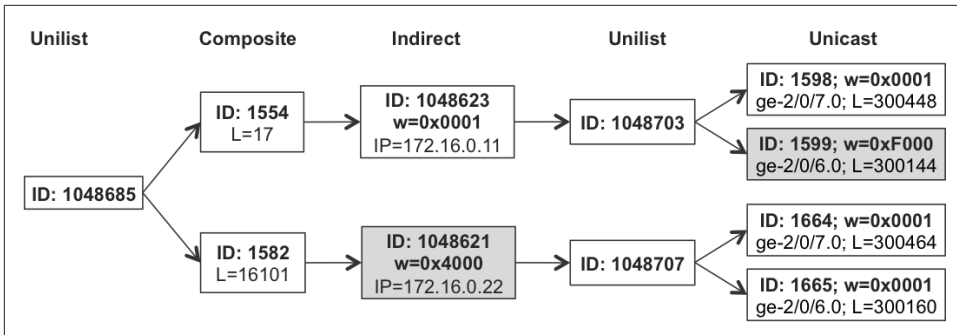 Unilist
Composite
Indirect
Unilist
Unicast
ID: 1048685
ID: 1554
L=17
ID: 1048623
w=0x0001
IP=172.16.0.11
ID: 1048703
ID: 1598; w=0x0001
ge-2/0/7.0; L=300448
ID: 1599; w=0xF000
ge-2/0/6.0; L=300144
ID: 1582
L=16101
ID: 1048621
w=0x4000
IP=172.16.0.22
ID: 1048707
ID: 1664; w=0x0001
ge-2/0/7.0; L=300464
ID: 1665; w=0x0001
ge-2/0/6.0; L=300160